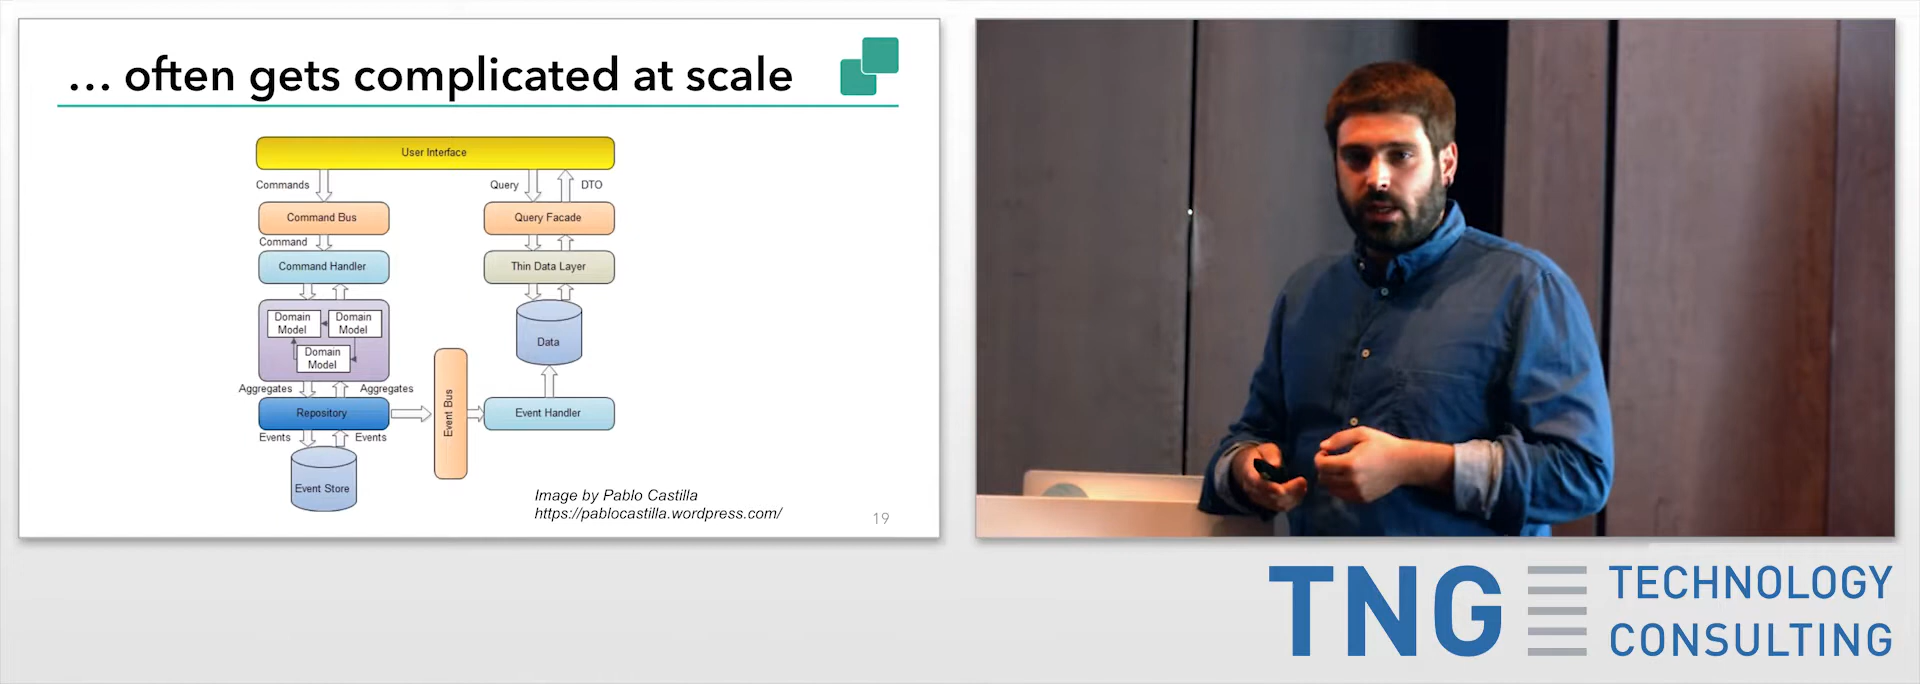 ... often gets complicated at scale
User Interface
Commands
Query
DTO
Command Bus
Query Facade
Command
Command Handler
Thin Data Layer
Domain
Model
Domain
Model
Domain
Model
Data
Aggregates
Aggregates
Repository
Event Bus
Event Handler
Events
Events
Event Store
Image by Pablo Castilla
https://pablocastilla.wordpress.com/
19
TNG
TECHNOLOGY
CONSULTING